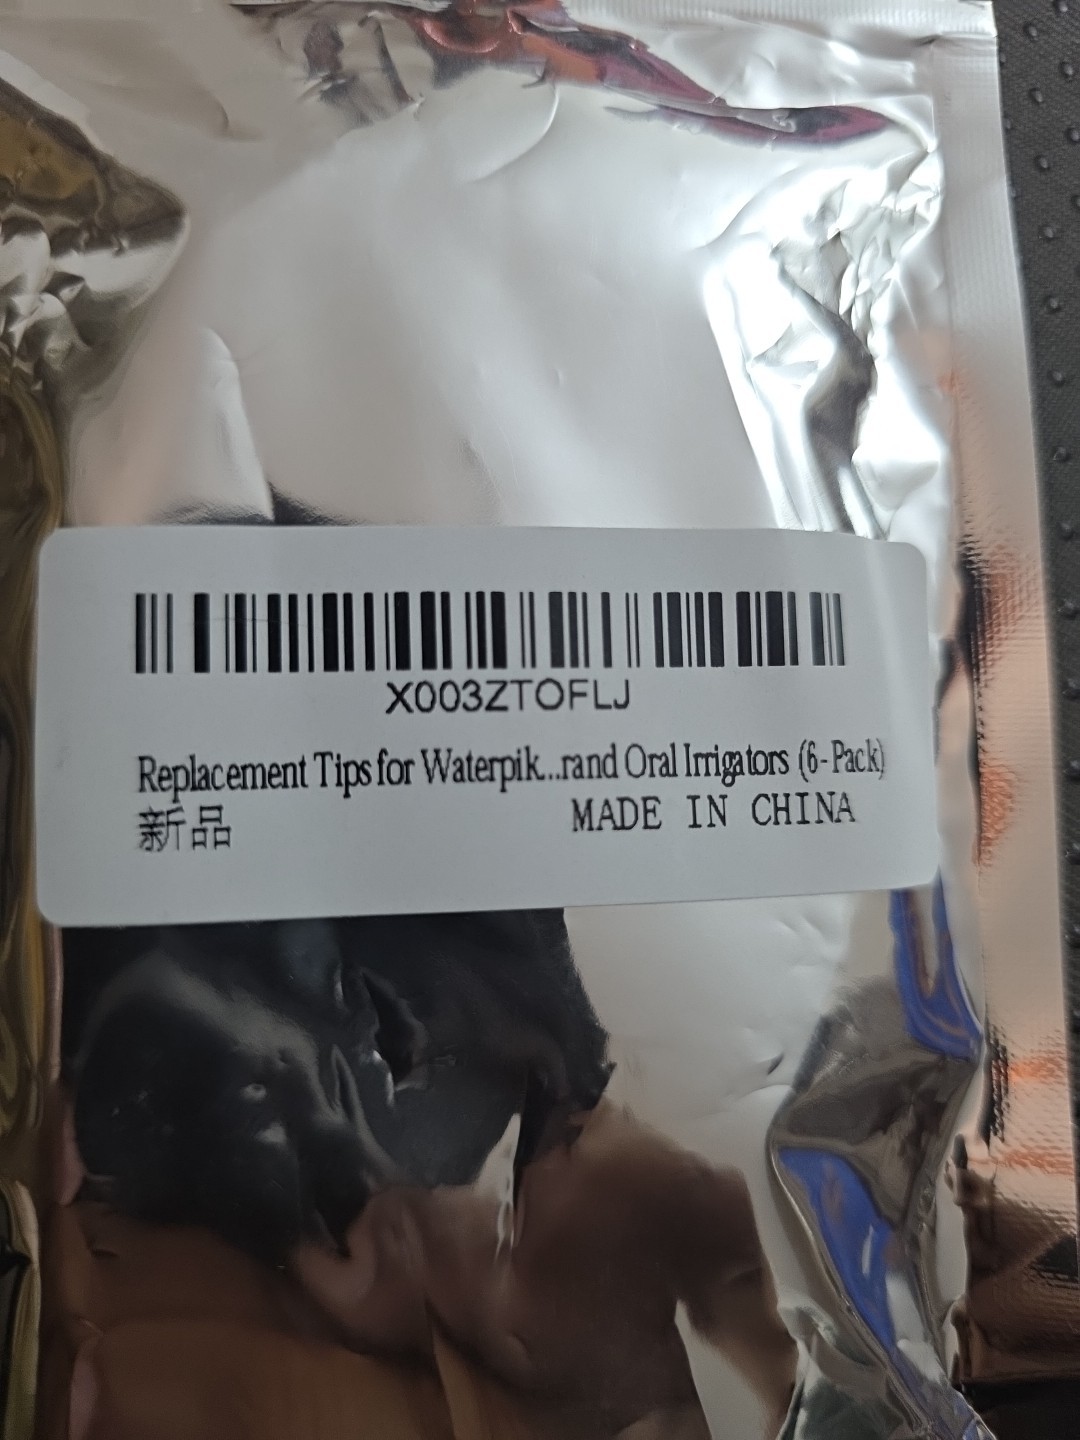 X003ZTOFLJ
Replacement Tips for Waterpik...rand Oral Irrigators (6-Pack)
新品 MADE IN CHINA